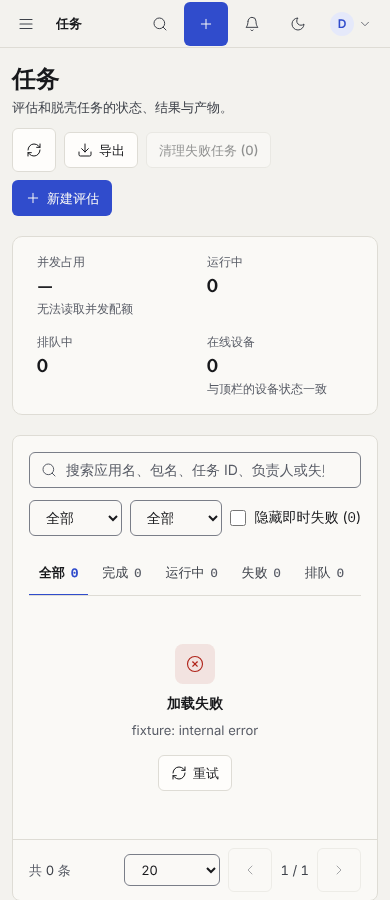 任务
D
任务
评估和脱壳任务的状态、结果与产物。
导出
清理失败任务 (0)
新建评估
并发占用
运行中
—
0
无法读取并发配额
排队中
在线设备
0
0
与顶栏的设备状态一致
搜索应用名、包名、任务 ID、负责人或失
全部
全部
隐藏即时失败 (0)
全部 0
完成 0
运行中 0
失败 0
排队 0
加载失败
fixture: internal error
重试
共 0 条
20
1 / 1